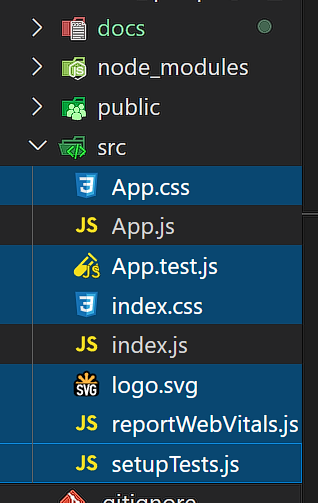 docs
node_modules
public
src
App.css
JS App.js
JS App.test.js
index.css
JS index.js
SVG logo.svg
JS reportWebVitals.js
JS setupTests.js
.gitignore